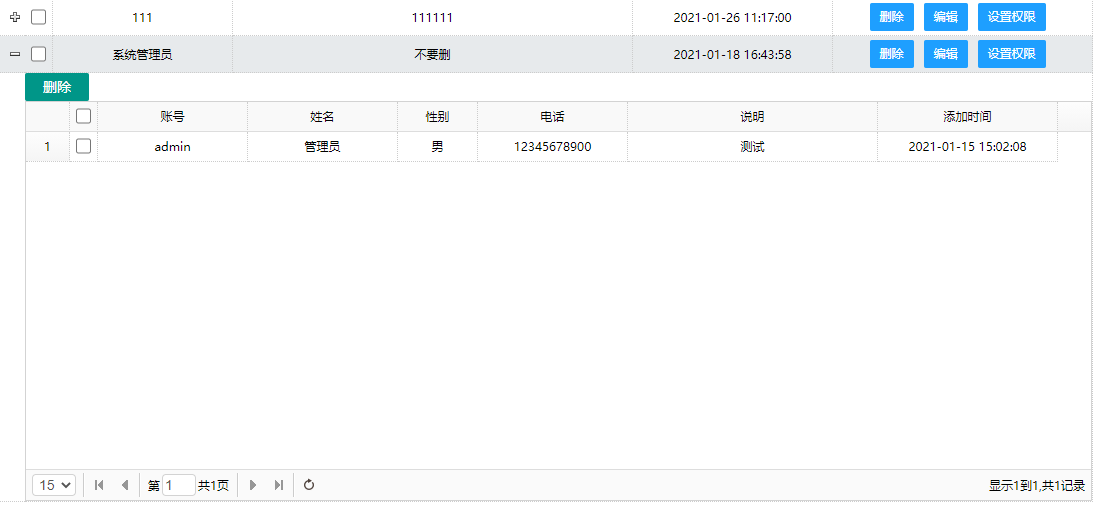 111 111111 2021-01-26 11:17:00 删除 编辑 设置权限
系统管理员 不要删 2021-01-18 16:43:58 删除 编辑 设置权限
删除
账号 姓名 性别 电话 说明 添加时间
1 admin 管理员 男 12345678900 测试 2021-01-15 15:02:08
15 第 1 共1页 显示1到1,共1记录